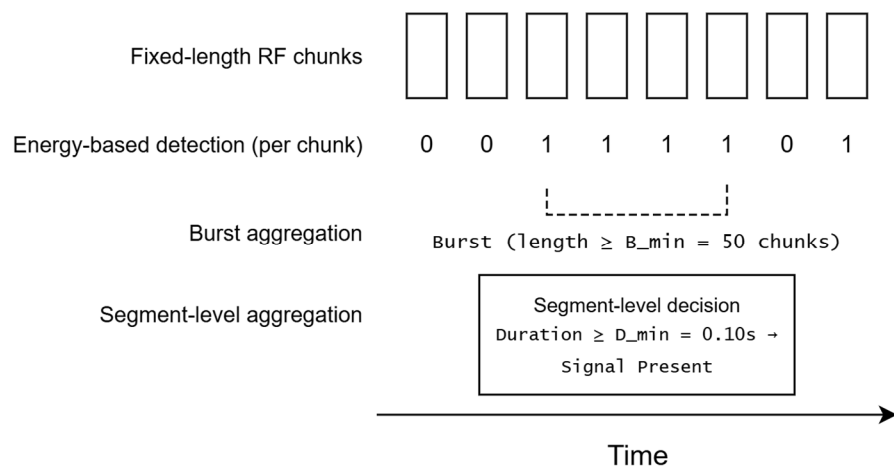 Fixed-length RF chunks
Energy-based detection (per chunk) 0 0 1 1 1 1 0 1
Burst aggregation
Burst (length ≥ B_min = 50 chunks)
Segment-level aggregation
Segment-level decision
Duration ≥ D_min = 0.10s →
Signal Present
Time